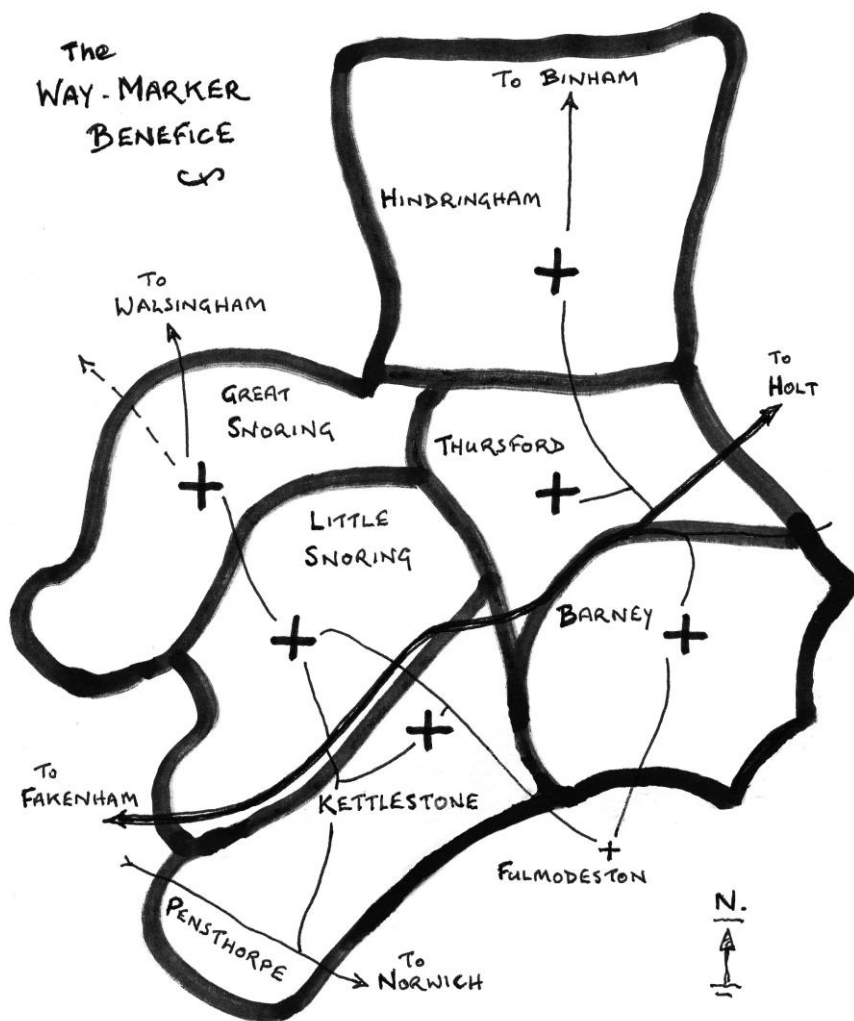 The
WAY-MARKER
BENEFICE
TO BINHAM
HINDRINGHAM
TO
WALSINGHAM
GREAT
SNORING
TO
HOLT
THURSFORD
LITTLE
SNORING
BARNEY
TO
FAKENHAM
KETTLESTONE
FULMODESTON
PENSTHORPE
TO
NORWICH
N.